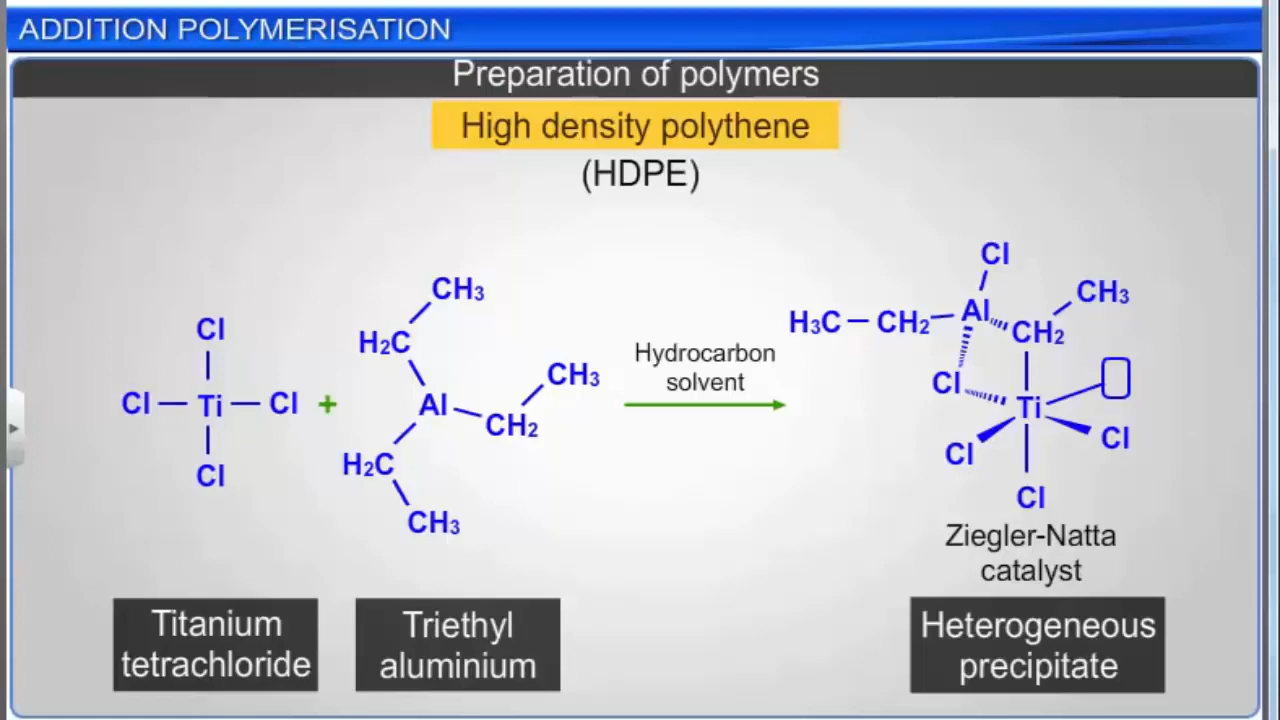 ADDITION POLYMERISATION
Preparation of polymers
High density polythene
(HDPE)
Cl
Cl — Ti — Cl
Cl
+
CH₃
H₂C
CH₃
Al
CH₂
H₂C
CH₃
Hydrocarbon
solvent
Cl
H₃C — CH₂ Al CH₂ CH₃
Cl
Ti
Cl
Cl
Cl
Ziegler-Natta
catalyst
Titanium
tetrachloride
Triethyl
aluminium
Heterogeneous
precipitate